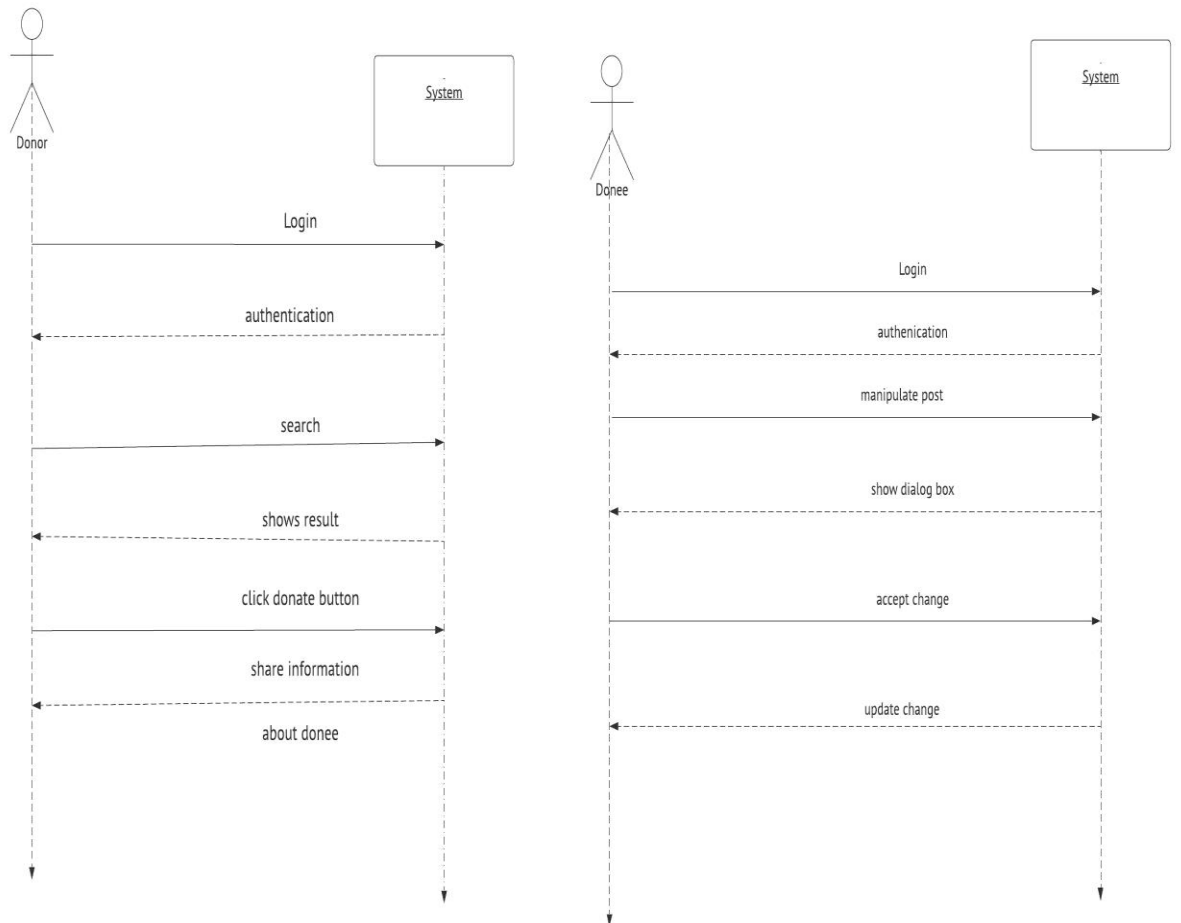 System
Donor
Login
authentication
search
shows result
click donate button
share information
about donee
System
Donee
Login
authenication
manipulate post
show dialog box
accept change
update change